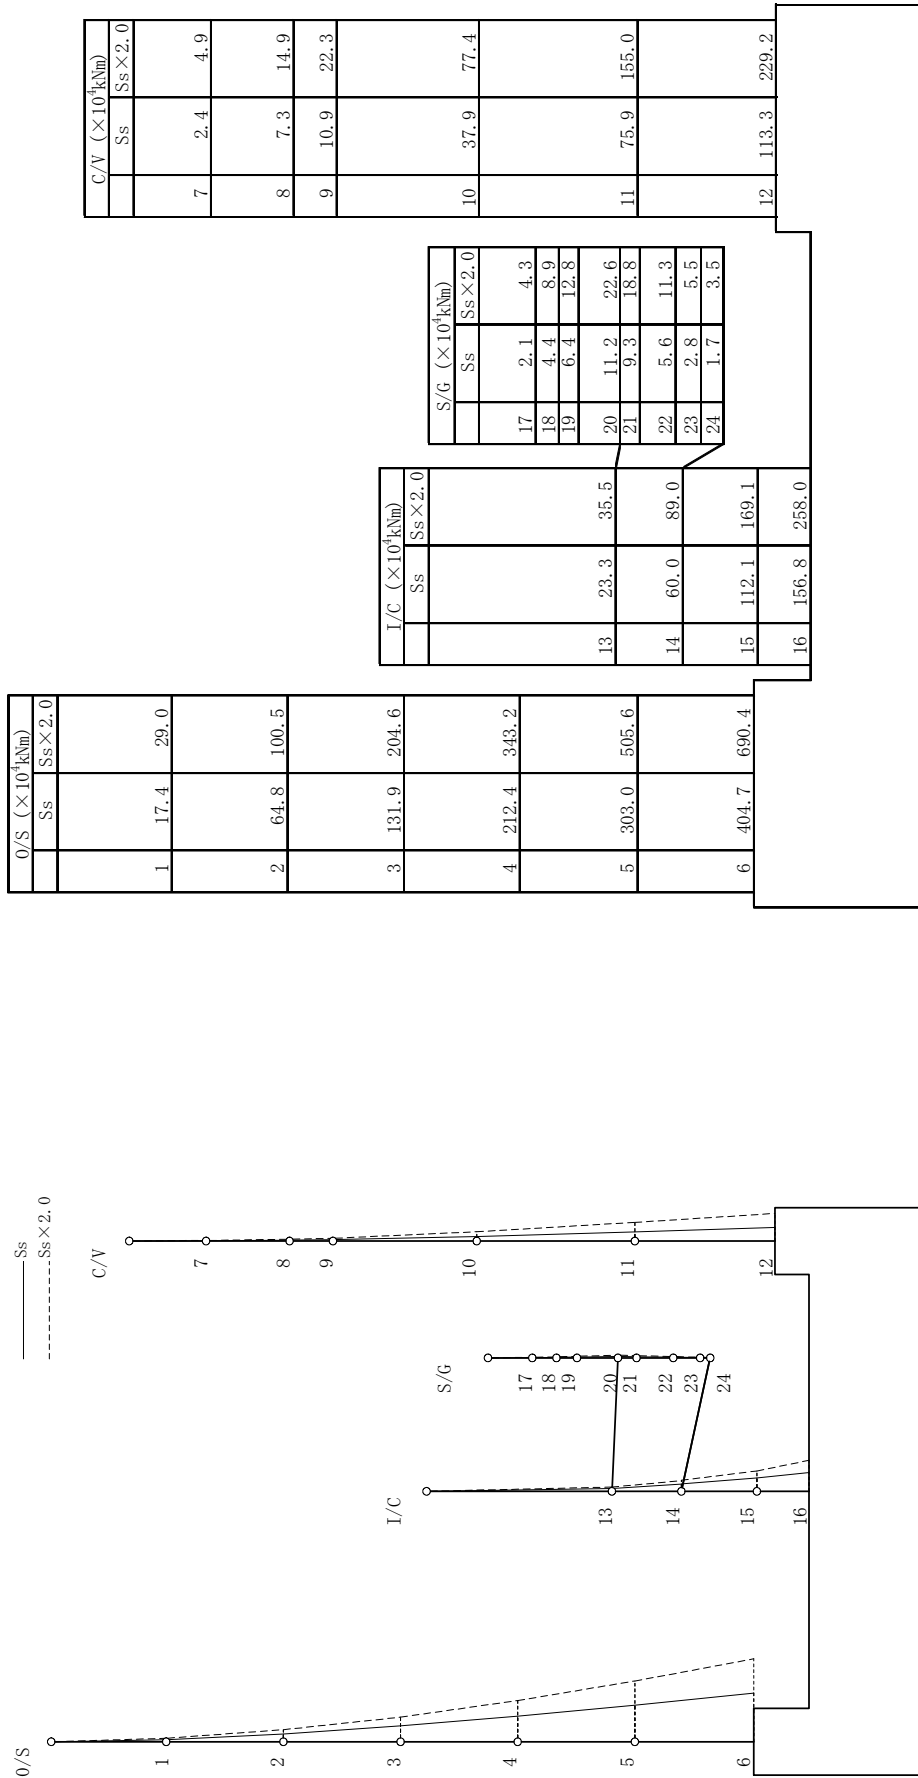 Ss
Ss×2.0
O/S
1
2
3
4
5
6
I/C
13
14
15
16
S/G
17
18
19
20
21
22
23
24
C/V
7
8
9
10
11
12
O/S (×10⁴kNm)
Ss Ss×2.0
1 17.4 29.0
2 64.8 100.5
3 131.9 204.6
4 212.4 343.2
5 303.0 505.6
6 404.7 690.4
I/C (×10⁴kNm)
Ss Ss×2.0
13 23.3 35.5
14 60.0 89.0
15 112.1 169.1
16 156.8 258.0
S/G (×10⁴kNm)
Ss Ss×2.0
17 2.1 4.3
18 4.4 8.9
19 6.4 12.8
20 11.2 22.6
21 9.3 18.8
22 5.6 11.3
23 2.8 5.5
24 1.7 3.5
C/V (×10⁴kNm)
Ss Ss×2.0
7 2.4 4.9
8 7.3 14.9
9 10.9 22.3
10 37.9 77.4
11 75.9 155.0
12 113.3 229.2